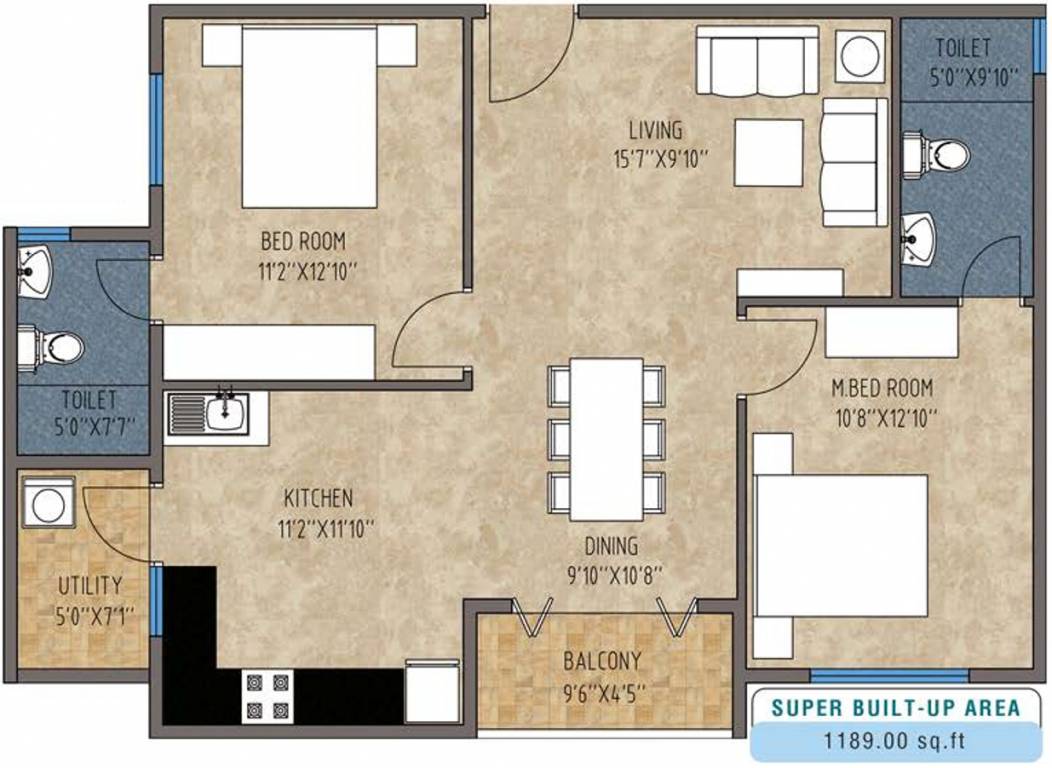 TOILET
5'0''X9'10''
LIVING
15'7''X9'10''
BED ROOM
11'2''X12'10''
TOILET
5'0''X7'7''
M.BED ROOM
10'8''X12'10''
KITCHEN
11'2''X11'10''
DINING
9'10''X10'8''
UTILITY
5'0''X7'1''
BALCONY
9'6''X4'5''
SUPER BUILT-UP AREA
1189.00 sq.ft